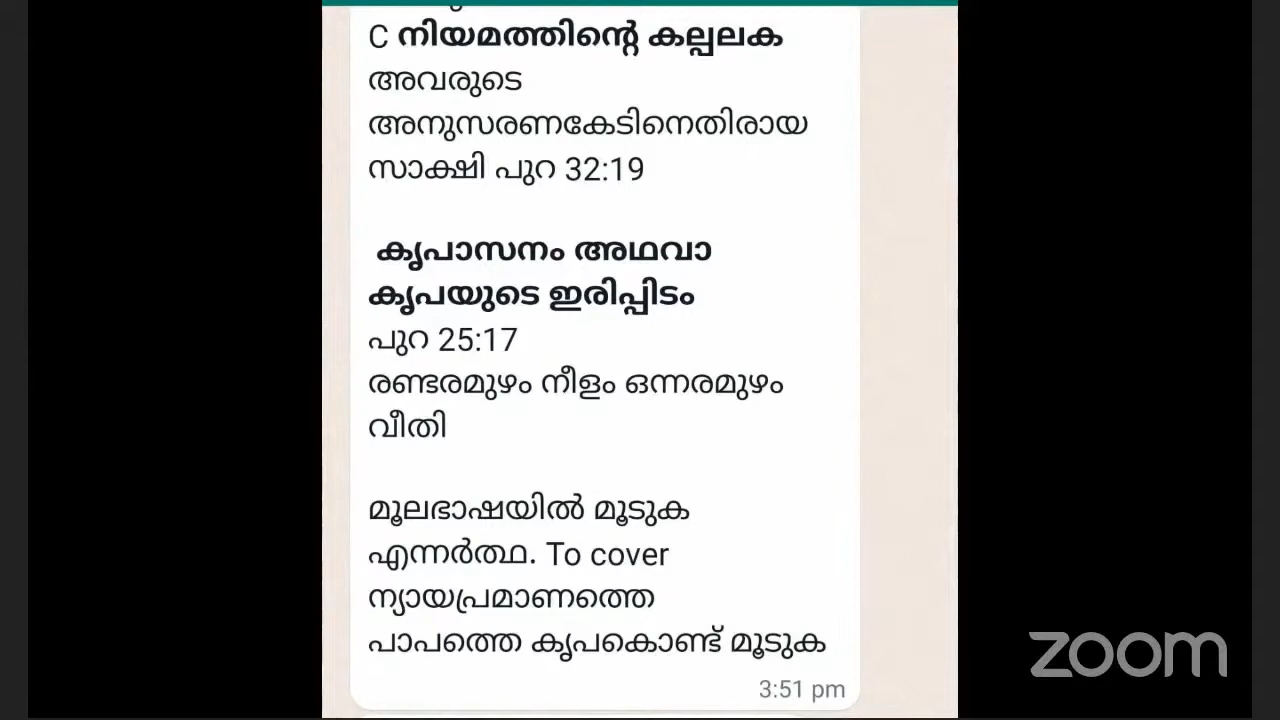 C നിയമത്തിന്റെ കല്പലക
അവരുടെ
അനുസരണകേടിനെതിരായ
സാക്ഷി പുറ 32:19
കൃപാസനം അഥവാ
കൃപയുടെ ഇരിപ്പിടം
പുറ 25:17
രണ്ടരമുഴം നീളം ഒന്നരമുഴം
വീതി
മൂലഭാഷയിൽ മൂടുക
എന്നർത്ഥ. To cover
ന്യായപ്രമാണത്തെ
പാപത്തെ കൃപകൊണ്ട് മൂടുക
3:51 pm
zoom